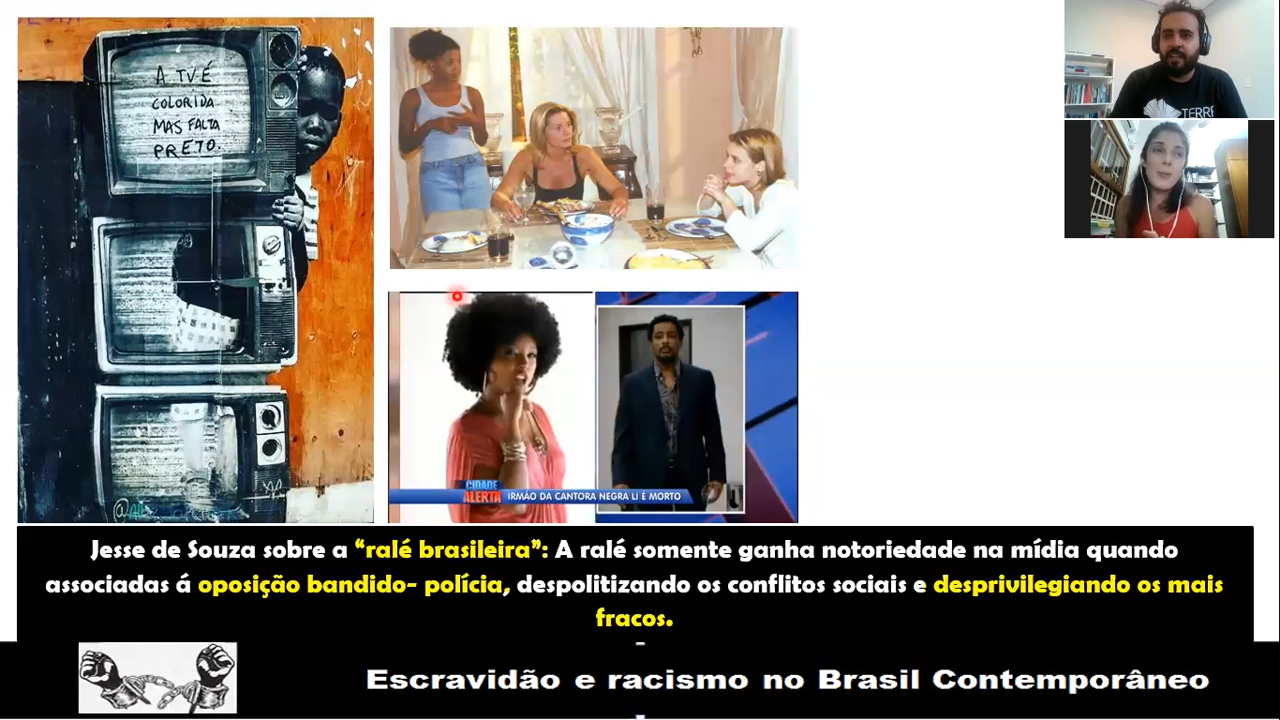 A TV É
COLORIDA
MAS FALTA
PRETO.
TERRE
CIDADE
ALERTA
IRMÃO DA CANTORA NEGRA LI É MORTO
Jesse de Souza sobre a “ralé brasileira”: A ralé somente ganha notoriedade na mídia quando
associadas á oposição bandido- polícia, despolitizando os conflitos sociais e desprivilegiando os mais
fracos.
Escravidão e racismo no Brasil Contemporâneo